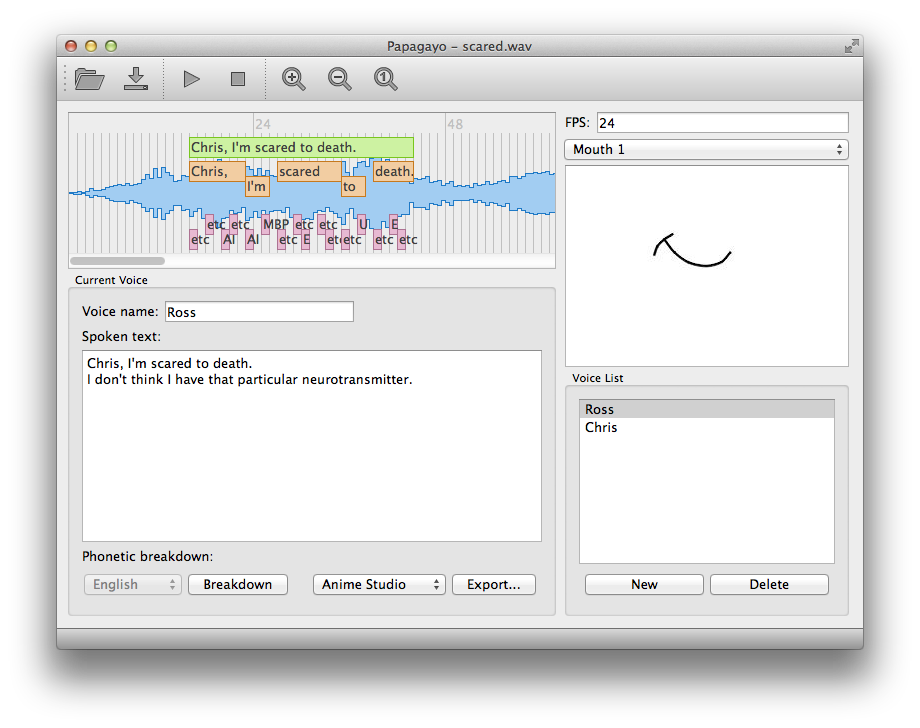 Papagayo – scared.wav
1
24 48
Chris, I'm scared to death.
Chris, scared death.
I'm to
etc etc MBP etc etc U E
etc AI AI etc E etc etc etc etc
FPS: 24
Mouth 1
Current Voice
Voice name: Ross
Spoken text:
Chris, I'm scared to death.
I don't think I have that particular neurotransmitter.
Phonetic breakdown:
English Breakdown Anime Studio Export...
Voice List
Ross
Chris
New Delete